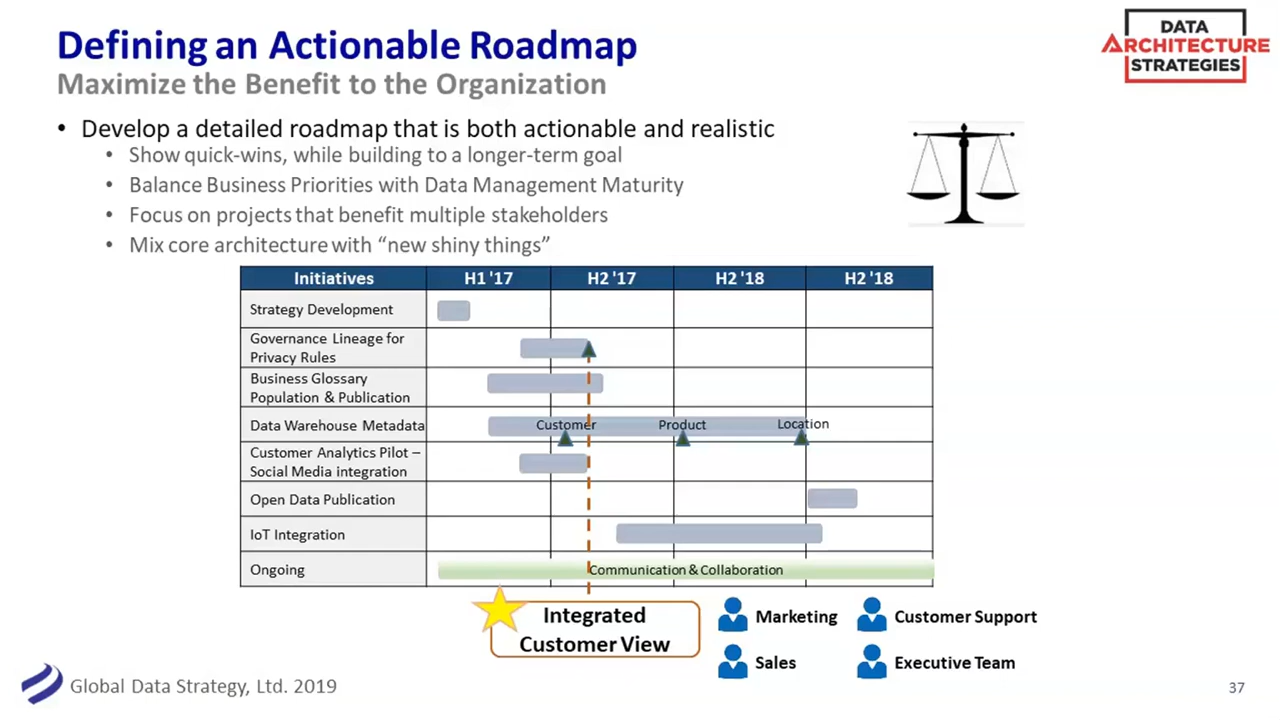 Defining an Actionable Roadmap
Maximize the Benefit to the Organization
DATA
ARCHITECTURE
STRATEGIES
• Develop a detailed roadmap that is both actionable and realistic
• Show quick-wins, while building to a longer-term goal
• Balance Business Priorities with Data Management Maturity
• Focus on projects that benefit multiple stakeholders
• Mix core architecture with “new shiny things”
Initiatives H1 '17 H2 '17 H2 '18 H2 '18
Strategy Development
Governance Lineage for
Privacy Rules
Business Glossary
Population & Publication
Data Warehouse Metadata Customer Product Location
Customer Analytics Pilot –
Social Media integration
Open Data Publication
IoT Integration
Ongoing Communication & Collaboration
Integrated
Customer View
Marketing Customer Support
Sales Executive Team
Global Data Strategy, Ltd. 2019
37